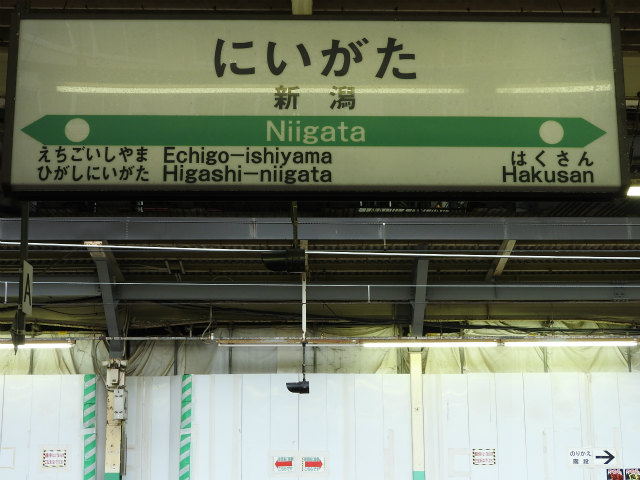 にいがた
新潟
Niigata
えちごいしやま Echigo-ishiyama
ひがしにいがた Higashi-niigata
はくさん
Hakusan
A
のりかえ
階段